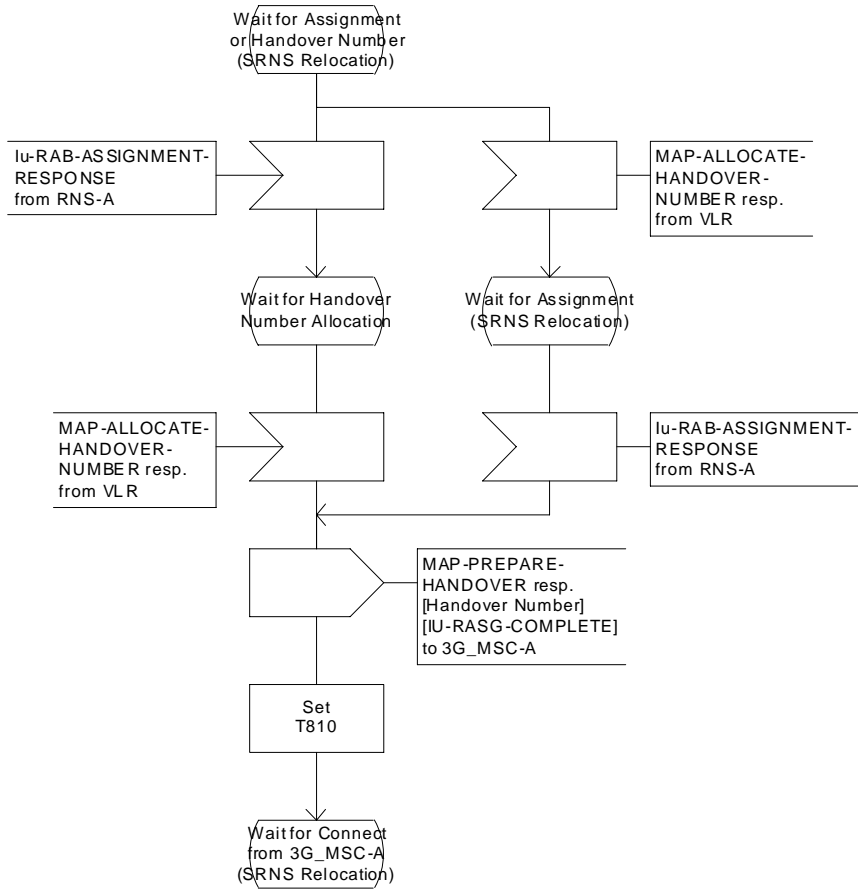 Wait for Assignment
or Handover Number
(SRNS Relocation)
Iu-RAB-ASSIGNMENT-
RESPONSE
from RNS-A
MAP-ALLOCATE-
HANDOVER-
NUMBER resp.
from VLR
Wait for Handover
Number Allocation
Wait for Assignment
(SRNS Relocation)
MAP-ALLOCATE-
HANDOVER-
NUMBER resp.
from VLR
Iu-RAB-ASSIGNMENT-
RESPONSE
from RNS-A
MAP-PREPARE-
HANDOVER resp.
[Handover Number]
[IU-RASG-COMPLETE]
to 3G_MSC-A
Set
T810
Wait for Connect
from 3G_MSC-A
(SRNS Relocation)